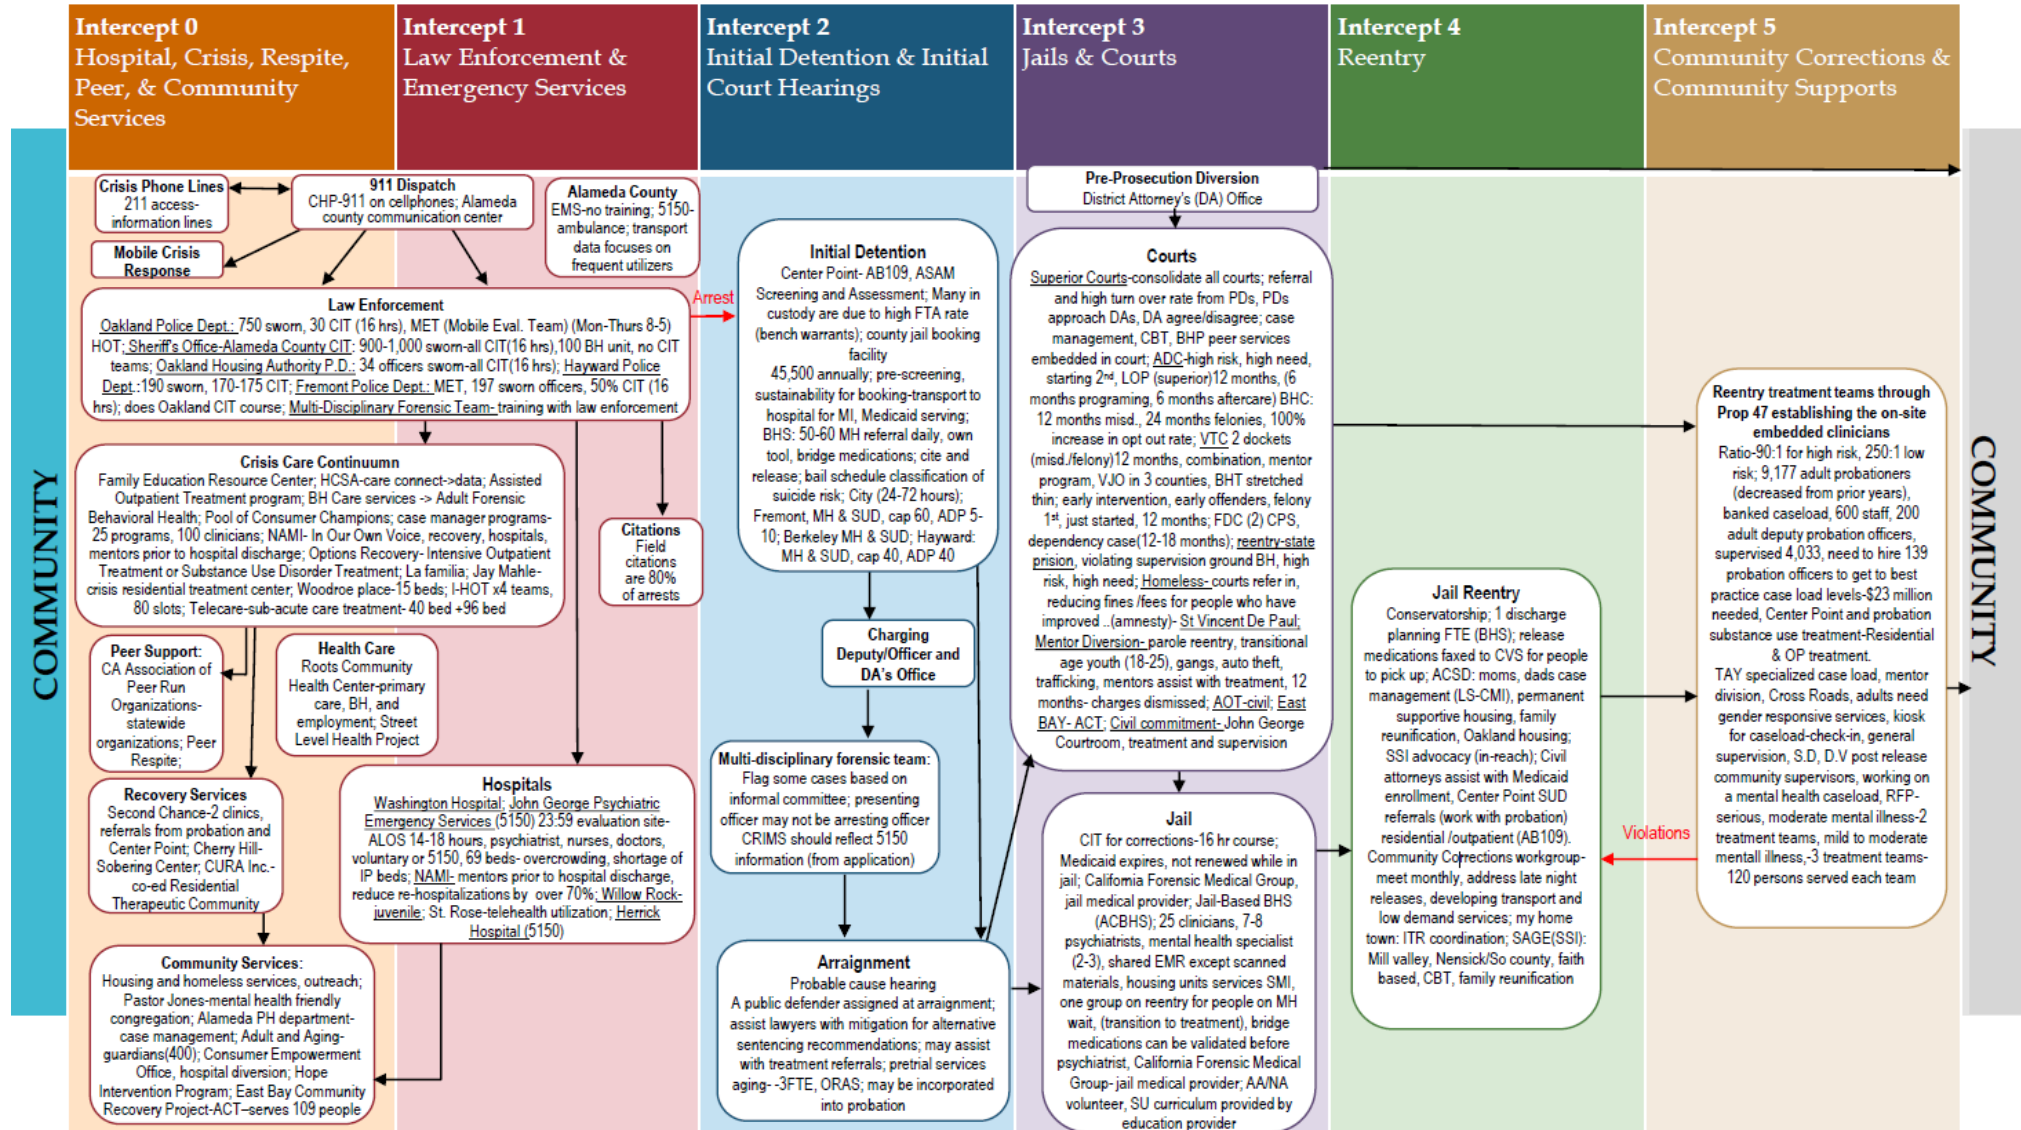 Intercept 0
Hospital, Crisis, Respite,
Peer, & Community
Services
Intercept 1
Law Enforcement &
Emergency Services
Intercept 2
Initial Detention & Initial
Court Hearings
Intercept 3
Jails & Courts
Intercept 4
Reentry
Intercept 5
Community Corrections &
Community Supports
COMMUNITY
Crisis Phone Lines
211 access-
information lines
911 Dispatch
CHP-911 on cellphones; Alameda
county communication center
Mobile Crisis
Response
Alameda County
EMS-no training; 5150-
ambulance; transport
data focuses on
frequent utilizers
Law Enforcement
Oakland Police Dept.: 750 sworn, 30 CIT (16 hrs), MET (Mobile Eval. Team) (Mon-Thurs 8-5)
HOT; Sheriff's Office-Alameda County CIT: 900-1,000 sworn-all CIT(16 hrs),100 BH unit, no CIT
teams; Oakland Housing Authority P.D.: 34 officers sworn-all CIT(16 hrs); Hayward Police
Dept.:190 sworn, 170-175 CIT; Fremont Police Dept.: MET, 197 sworn officers, 50% CIT (16
hrs); does Oakland CIT course; Multi-Disciplinary Forensic Team- training with law enforcement
Arrest
Crisis Care Continuumn
Family Education Resource Center; HCSA-care connect->data; Assisted
Outpatient Treatment program; BH Care services -> Adult Forensic
Behavioral Health; Pool of Consumer Champions; case manager programs-
25 programs, 100 clinicians; NAMI- In Our Own Voice, recovery, hospitals,
mentors prior to hospital discharge; Options Recovery- Intensive Outpatient
Treatment or Substance Use Disorder Treatment; La familia; Jay Mahle-
crisis residential treatment center; Woodroe place-15 beds; I-HOT x4 teams,
80 slots; Telecare-sub-acute care treatment- 40 bed +96 bed
Citations
Field
citations
are 80%
of arrests
Peer Support:
CA Association of
Peer Run
Organizations-
statewide
organizations; Peer
Respite;
Health Care
Roots Community
Health Center-primary
care, BH, and
employment; Street
Level Health Project
Recovery Services
Second Chance-2 clinics,
referrals from probation and
Center Point; Cherry Hill-
Sobering Center; CURA Inc.-
co-ed Residential
Therapeutic Community
Hospitals
Washington Hospital; John George Psychiatric
Emergency Services (5150) 23:59 evaluation site-
ALOS 14-18 hours, psychiatrist, nurses, doctors,
voluntary or 5150, 69 beds- overcrowding, shortage of
IP beds; NAMI- mentors prior to hospital discharge,
reduce re-hospitalizations by over 70%; Willow Rock-
juvenile; St. Rose-telehealth utilization; Herrick
Hospital (5150)
Community Services:
Housing and homeless services, outreach;
Pastor Jones-mental health friendly
congregation; Alameda PH department-
case management; Adult and Aging-
guardians(400); Consumer Empowerment
Office, hospital diversion; Hope
Intervention Program; East Bay Community
Recovery Project-ACT–serves 109 people
Initial Detention
Center Point- AB109, ASAM
Screening and Assessment; Many in
custody are due to high FTA rate
(bench warrants); county jail booking
facility
45,500 annually; pre-screening,
sustainability for booking-transport to
hospital for MI, Medicaid serving;
BHS: 50-60 MH referral daily, own
tool, bridge medications; cite and
release; bail schedule classification of
suicide risk; City (24-72 hours);
Fremont, MH & SUD, cap 60, ADP 5-
10; Berkeley MH & SUD; Hayward:
MH & SUD, cap 40, ADP 40
Charging
Deputy/Officer and
DA's Office
Multi-disciplinary forensic team:
Flag some cases based on
informal committee; presenting
officer may not be arresting officer
CRIMS should reflect 5150
information (from application)
Arraignment
Probable cause hearing
A public defender assigned at arraignment;
assist lawyers with mitigation for alternative
sentencing recommendations; may assist
with treatment referrals; pretrial services
aging- -3FTE, ORAS; may be incorporated
into probation
Pre-Prosecution Diversion
District Attorney's (DA) Office
Courts
Superior Courts-consolidate all courts; referral
and high turn over rate from PDs, PDs
approach DAs, DA agree/disagree; case
management, CBT, BHP peer services
embedded in court; ADC-high risk, high need,
starting 2nd, LOP (superior)12 months, (6
months programing, 6 months aftercare) BHC:
12 months misd., 24 months felonies, 100%
increase in opt out rate; VTC 2 dockets
(misd./felony)12 months, combination, mentor
program, VJO in 3 counties, BHT stretched
thin; early intervention, early offenders, felony
1st, just started, 12 months; FDC (2) CPS,
dependency case(12-18 months); reentry-state
prision, violating supervision ground BH, high
risk, high need; Homeless- courts refer in,
reducing fines /fees for people who have
improved ..(amnesty)- St Vincent De Paul;
Mentor Diversion- parole reentry, transitional
age youth (18-25), gangs, auto theft,
trafficking, mentors assist with treatment, 12
months- charges dismissed; AOT-civil; East
BAY- ACT; Civil commitment- John George
Courtroom, treatment and supervision
Jail
CIT for corrections-16 hr course;
Medicaid expires, not renewed while in
jail; California Forensic Medical Group,
jail medical provider; Jail-Based BHS
(ACBHS); 25 clinicians, 7-8
psychiatrists, mental health specialist
(2-3), shared EMR except scanned
materials, housing units services SMI,
one group on reentry for people on MH
wait, (transition to treatment), bridge
medications can be validated before
psychiatrist, California Forensic Medical
Group- jail medical provider; AA/NA
volunteer, SU curriculum provided by
education provider
Jail Reentry
Conservatorship; 1 discharge
planning FTE (BHS); release
medications faxed to CVS for people
to pick up; ACSD: moms, dads case
management (LS-CMI), permanent
supportive housing, family
reunification, Oakland housing;
SSI advocacy (in-reach); Civil
attorneys assist with Medicaid
enrollment, Center Point SUD
referrals (work with probation)
residential /outpatient (AB109).
Community Corrections workgroup-
meet monthly, address late night
releases, developing transport and
low demand services; my home
town: ITR coordination; SAGE(SSI):
Mill valley, Nensick/So county, faith
based, CBT, family reunification
Violations
Reentry treatment teams through
Prop 47 establishing the on-site
embedded clinicians
Ratio-90:1 for high risk, 250:1 low
risk; 9,177 adult probationers
(decreased from prior years),
banked caseload, 600 staff, 200
adult deputy probation officers,
supervised 4,033, need to hire 139
probation officers to get to best
practice case load levels-$23 million
needed, Center Point and probation
substance use treatment-Residential
& OP treatment.
TAY specialized case load, mentor
division, Cross Roads, adults need
gender responsive services, kiosk
for caseload-check-in, general
supervision, S.D, D.V post release
community supervisors, working on
a mental health caseload, RFP-
serious, moderate mental illness-2
treatment teams, mild to moderate
mentall illness,-3 treatment teams-
120 persons served each team
COMMUNITY